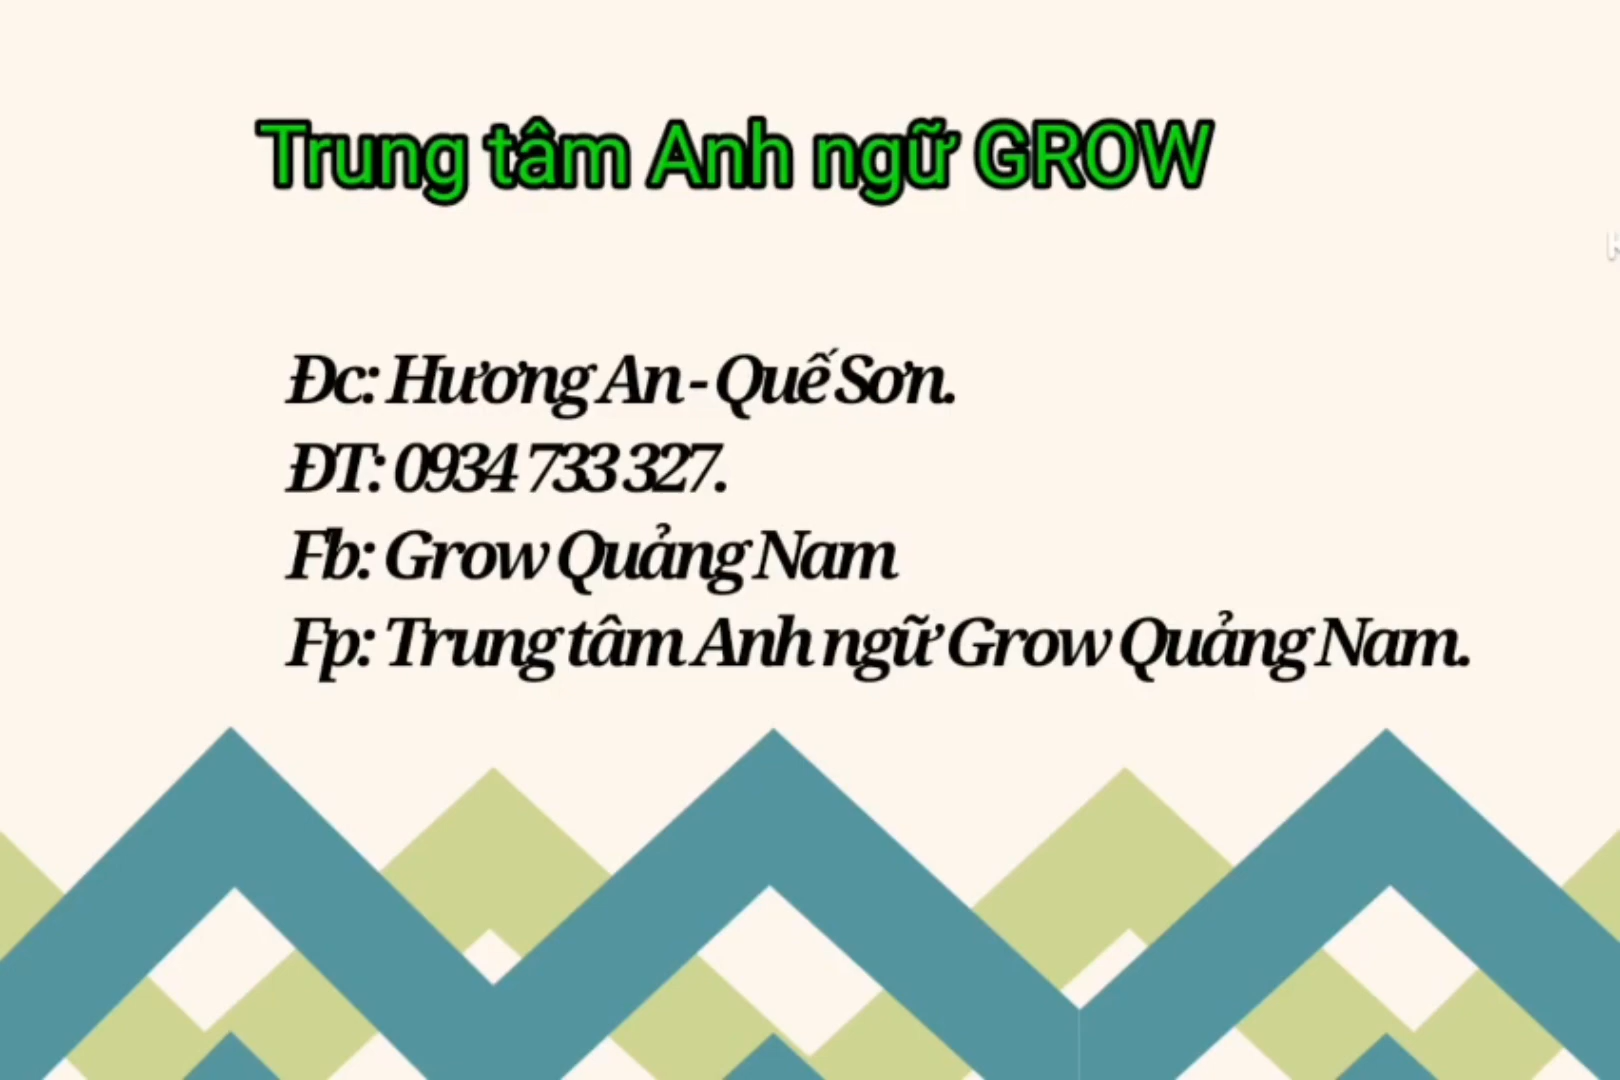 Trung tâm Anh ngữ GROW
Đc: Hương An - Quế Sơn.
ĐT: 0934 733 327.
Fb: Grow Quảng Nam
Fp: Trung tâm Anh ngữ Grow Quảng Nam.